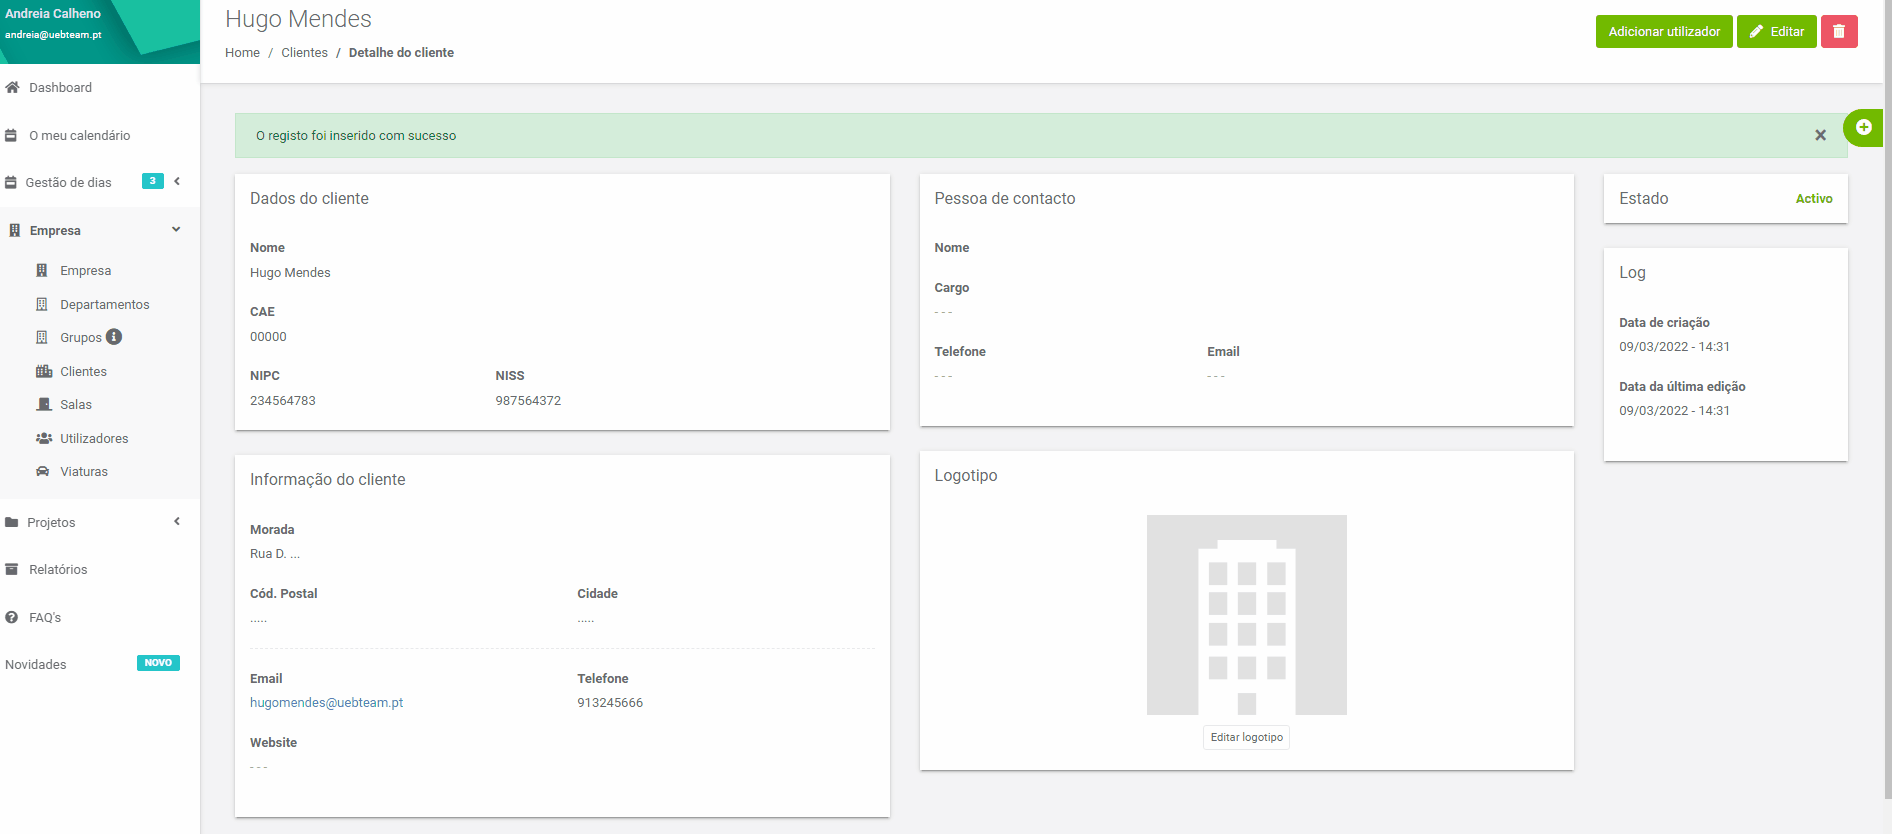 Andreia Calheno
andreia@uebteam.pt
Dashboard
O meu calendário
Gestão de dias 3
Empresa
Empresa
Departamentos
Grupos
Clientes
Salas
Utilizadores
Viaturas
Projetos
Relatórios
FAQ's
Novidades NOVO
Hugo Mendes
Home / Clientes / Detalhe do cliente
Adicionar utilizador Editar
O registo foi inserido com sucesso ×
Dados do cliente
Nome
Hugo Mendes
CAE
00000
NIPC NISS
234564783 987564372
Informação do cliente
Morada
Rua D. ...
Cód. Postal Cidade
..... .....
Email Telefone
hugomendes@uebteam.pt 913245666
Website
- - -
Pessoa de contacto
Nome
Cargo
- - -
Telefone Email
- - - - - -
Logotipo
Editar logotipo
Estado Activo
Log
Data de criação
09/03/2022 - 14:31
Data da última edição
09/03/2022 - 14:31